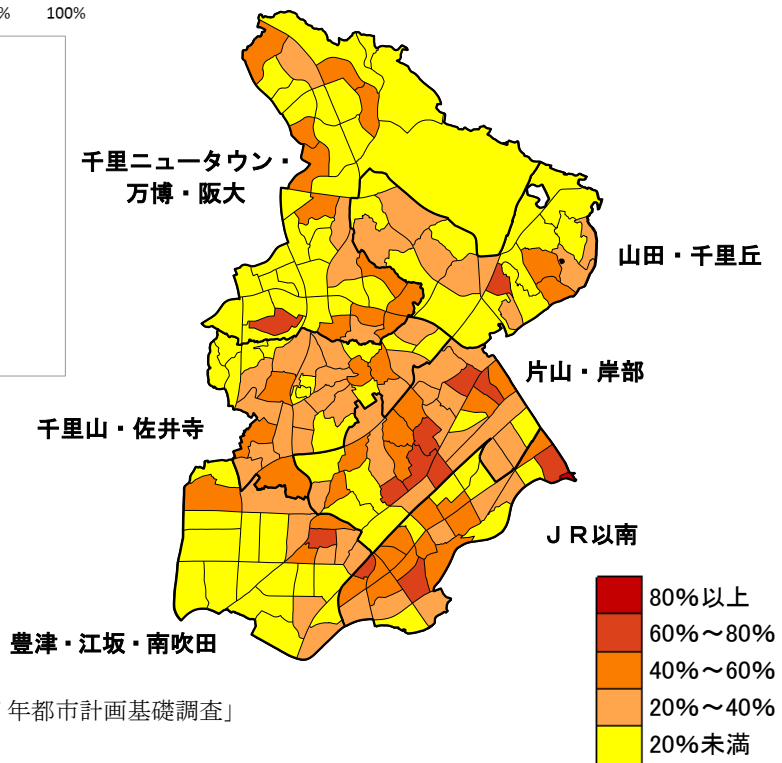 % 100%
千里ニュータウン・
万博・阪大
山田・千里丘
片山・岸部
千里山・佐井寺
ＪＲ以南
豊津・江坂・南吹田
80%以上
60%～80%
40%～60%
20%～40%
20%未満
年都市計画基礎調査」